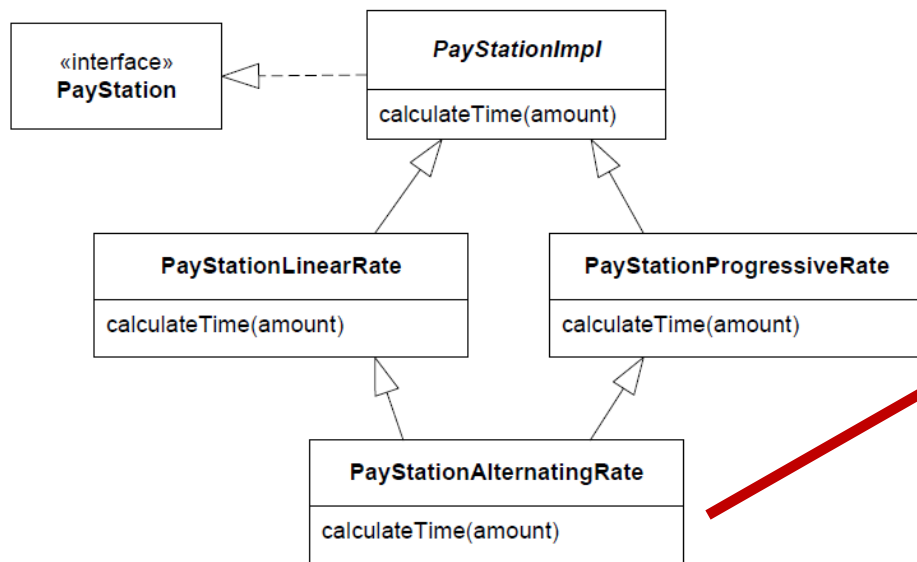 «interface»
PayStation
PayStationImpl
calculateTime(amount)
PayStationLinearRate
calculateTime(amount)
PayStationProgressiveRate
calculateTime(amount)
PayStationAlternatingRate
calculateTime(amount)